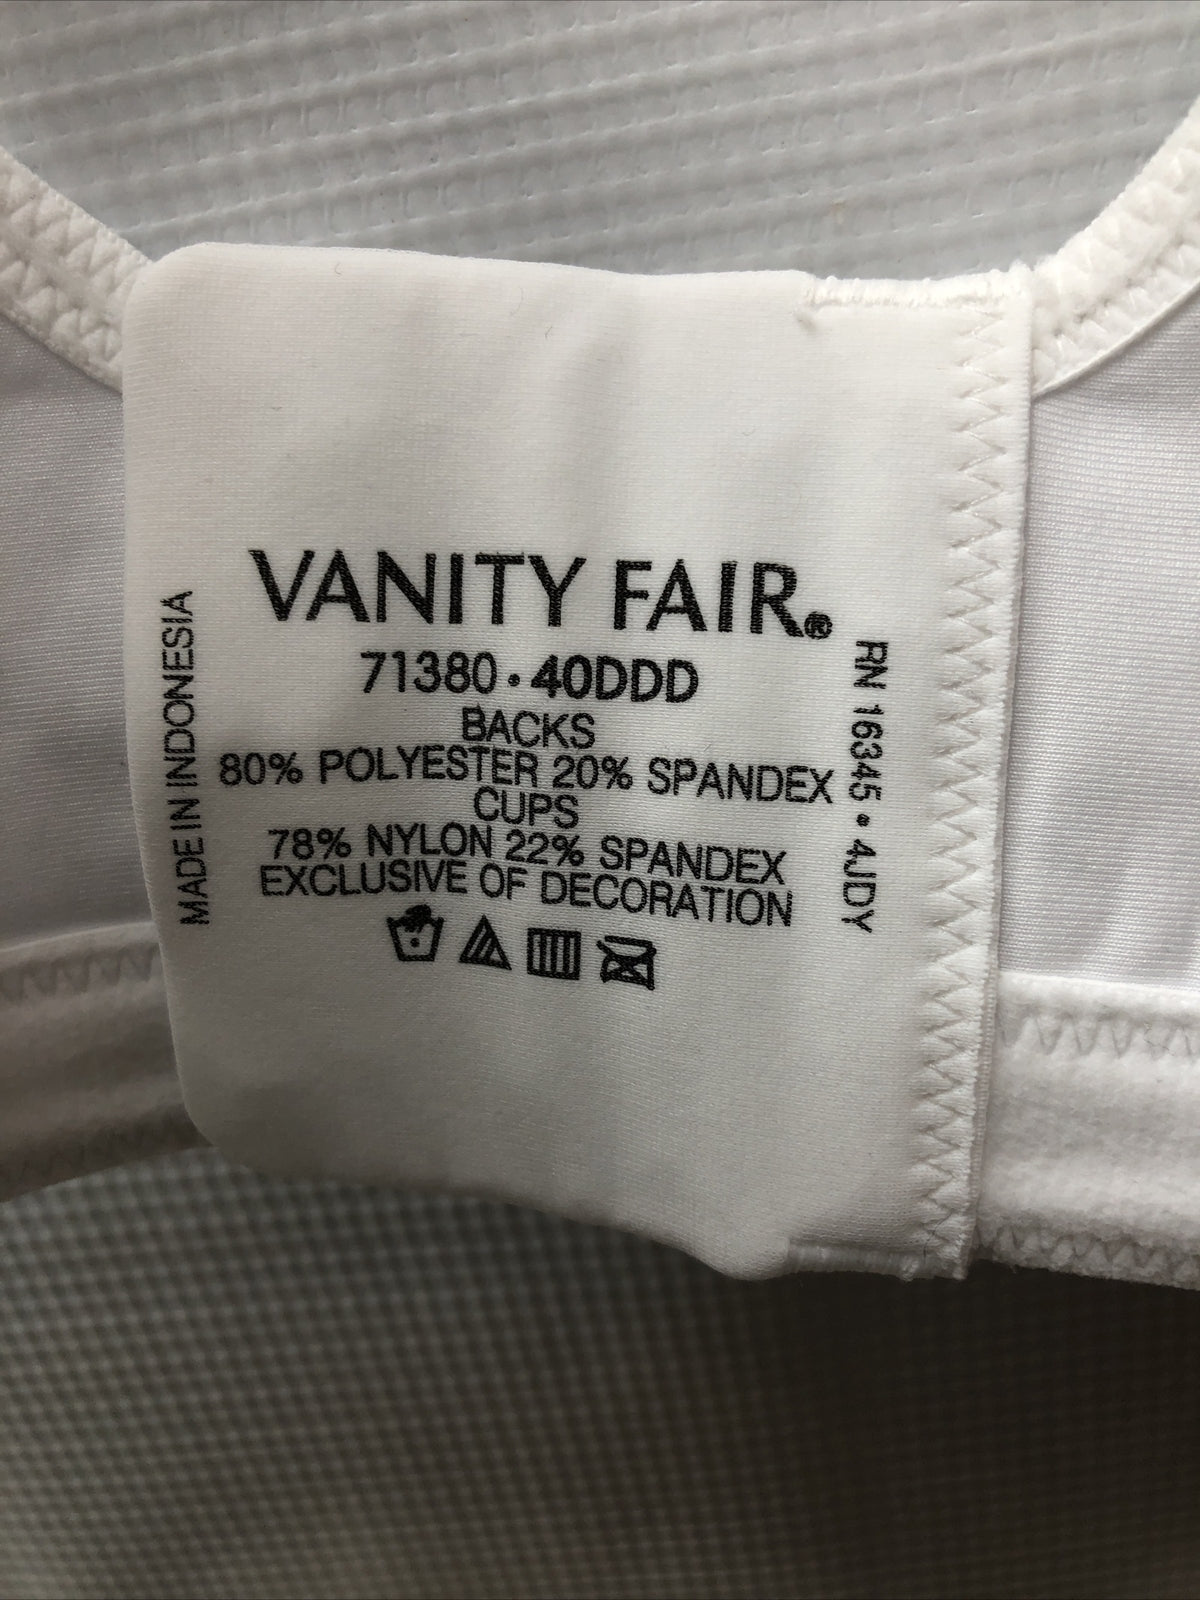 VANITY FAIR®
71380 • 40DDD
BACKS
80% POLYESTER 20% SPANDEX
CUPS
78% NYLON 22% SPANDEX
EXCLUSIVE OF DECORATION
MADE IN INDONESIA
RN 16345 • 4JDY